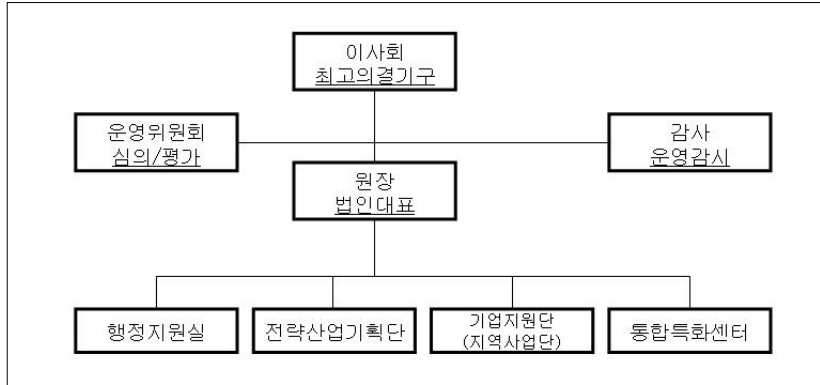 이사회
최고의결기구
운영위원회
심의/평가
감사
운영감시
원장
법인대표
행정지원실
전략산업기획단
기업지원단
(지역사업단)
통합특화센터